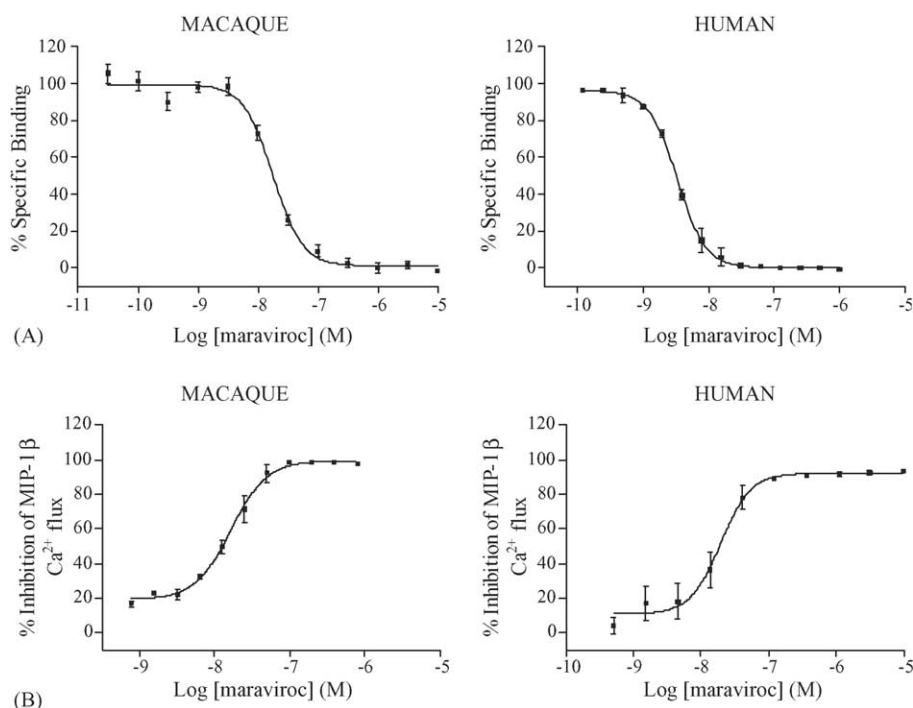 MACAQUE
120
100
80
60
40
20
0
% Specific Binding
-11 -10 -9 -8 -7 -6 -5
Log [maraviroc] (M)
(A)
HUMAN
120
100
80
60
40
20
0
% Specific Binding
-10 -9 -8 -7 -6 -5
Log [maraviroc] (M)
MACAQUE
120
100
80
60
40
20
0
% Inhibition of MIP-1β
Ca²⁺ flux
-9 -8 -7 -6 -5
Log [maraviroc] (M)
(B)
HUMAN
120
100
80
60
40
20
0
% Inhibition of MIP-1β
Ca²⁺ flux
-10 -9 -8 -7 -6 -5
Log [maraviroc] (M)